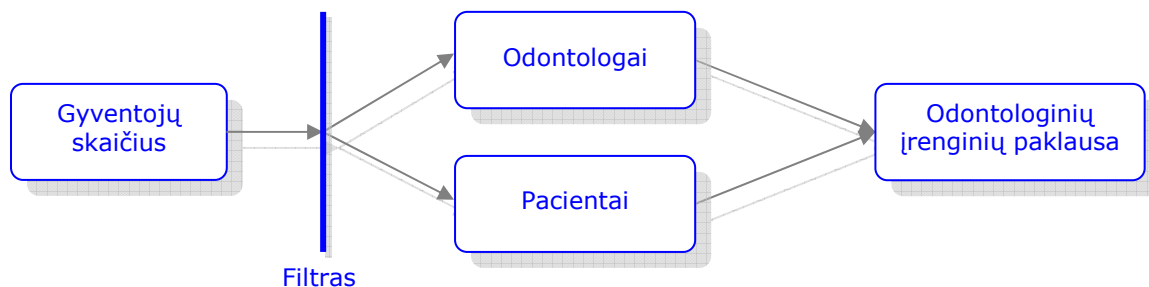 Gyventojų
skaičius
Filtras
Odontologai
Pacientai
Odontologinių
įrenginių paklausa